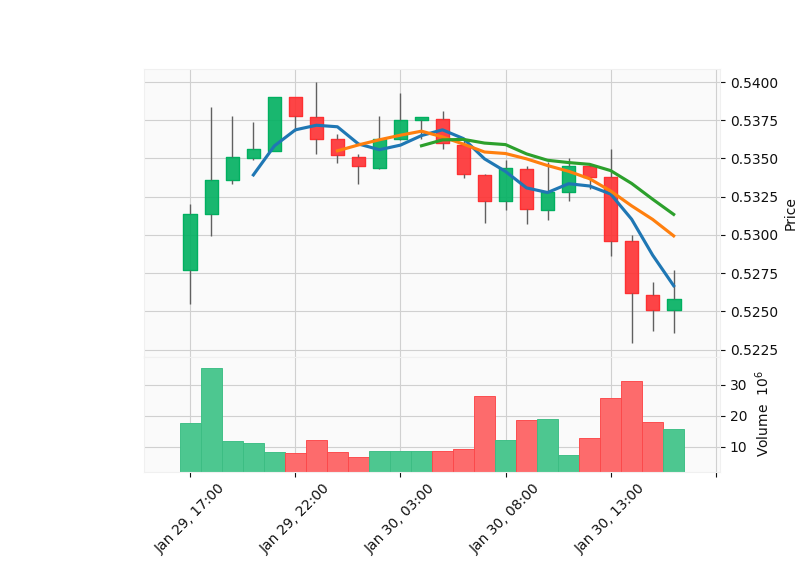 0.5400
0.5375
0.5350
0.5325
0.5300
0.5275
0.5250
0.5225
Price
30
20
10
Volume 10⁶
Jan 29, 17:00
Jan 29, 22:00
Jan 30, 03:00
Jan 30, 08:00
Jan 30, 13:00